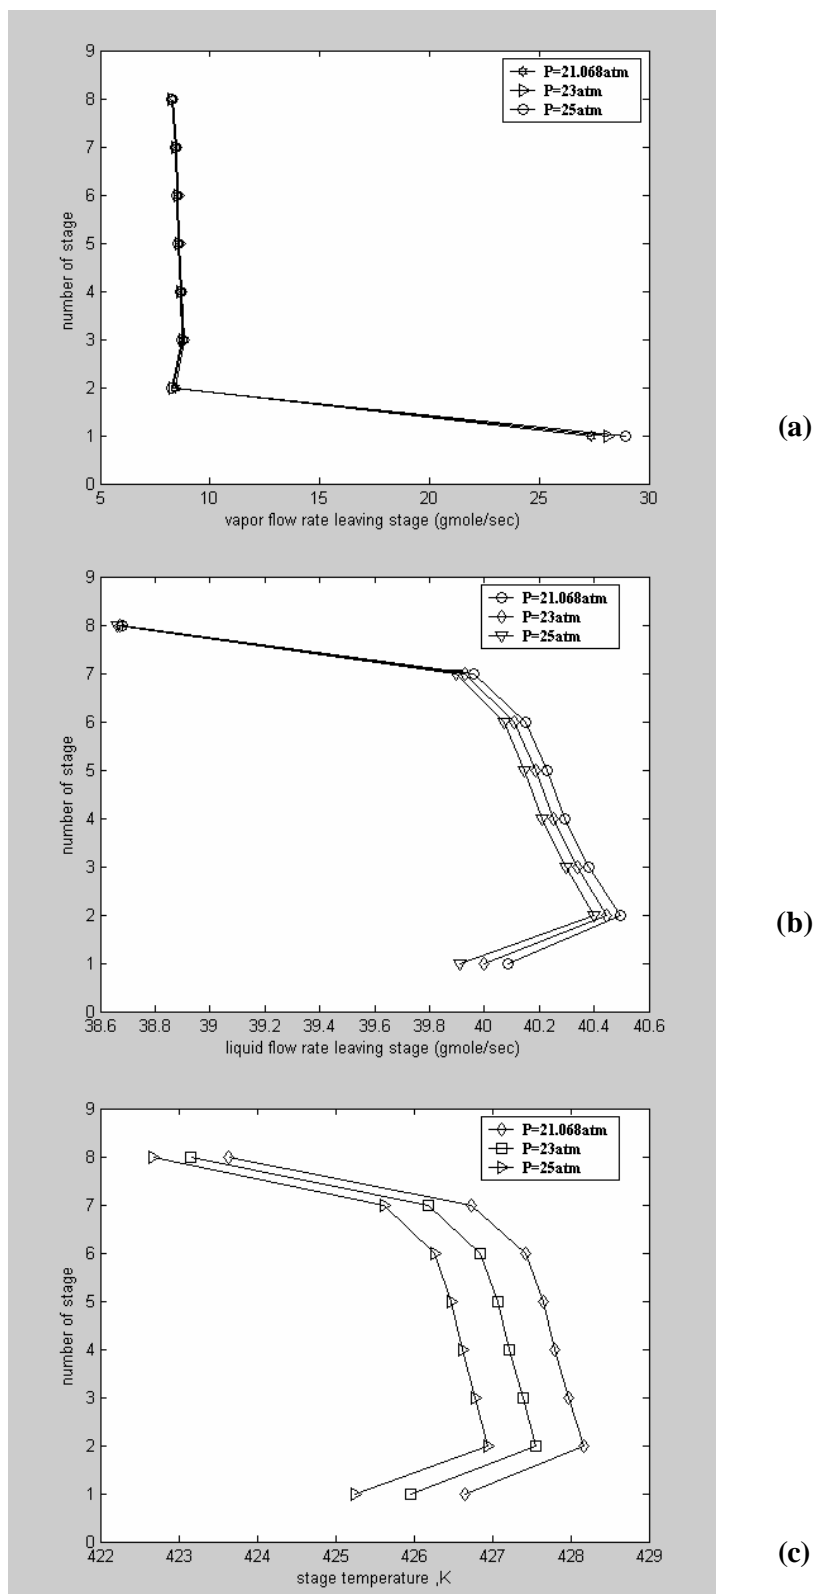 9
8
7
6
5
4
3
2
1
0
number of stage
P=21.068atm
P=23atm
P=25atm
5 10 15 20 25 30
vapor flow rate leaving stage (gmole/sec)
(a)
9
8
7
6
5
4
3
2
1
0
number of stage
P=21.068atm
P=23atm
P=25atm
38.6 38.8 39 39.2 39.4 39.6 39.8 40 40.2 40.4 40.6
liquid flow rate leaving stage (gmole/sec)
(b)
9
8
7
6
5
4
3
2
1
0
number of stage
P=21.068atm
P=23atm
P=25atm
422 423 424 425 426 427 428 429
stage temperature ,K
(c)